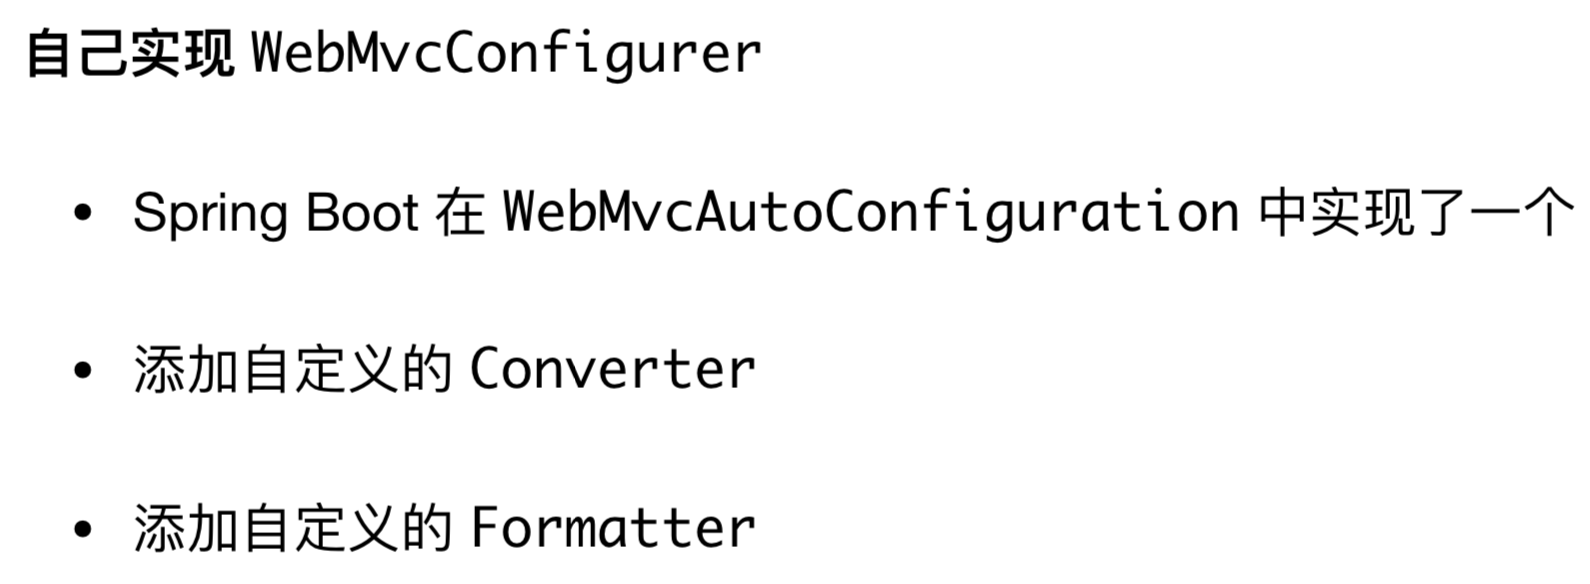 自己实现 WebMvcConfigurer
• Spring Boot 在 WebMvcAutoConfiguration 中实现了一个
• 添加自定义的 Converter
• 添加自定义的 Formatter